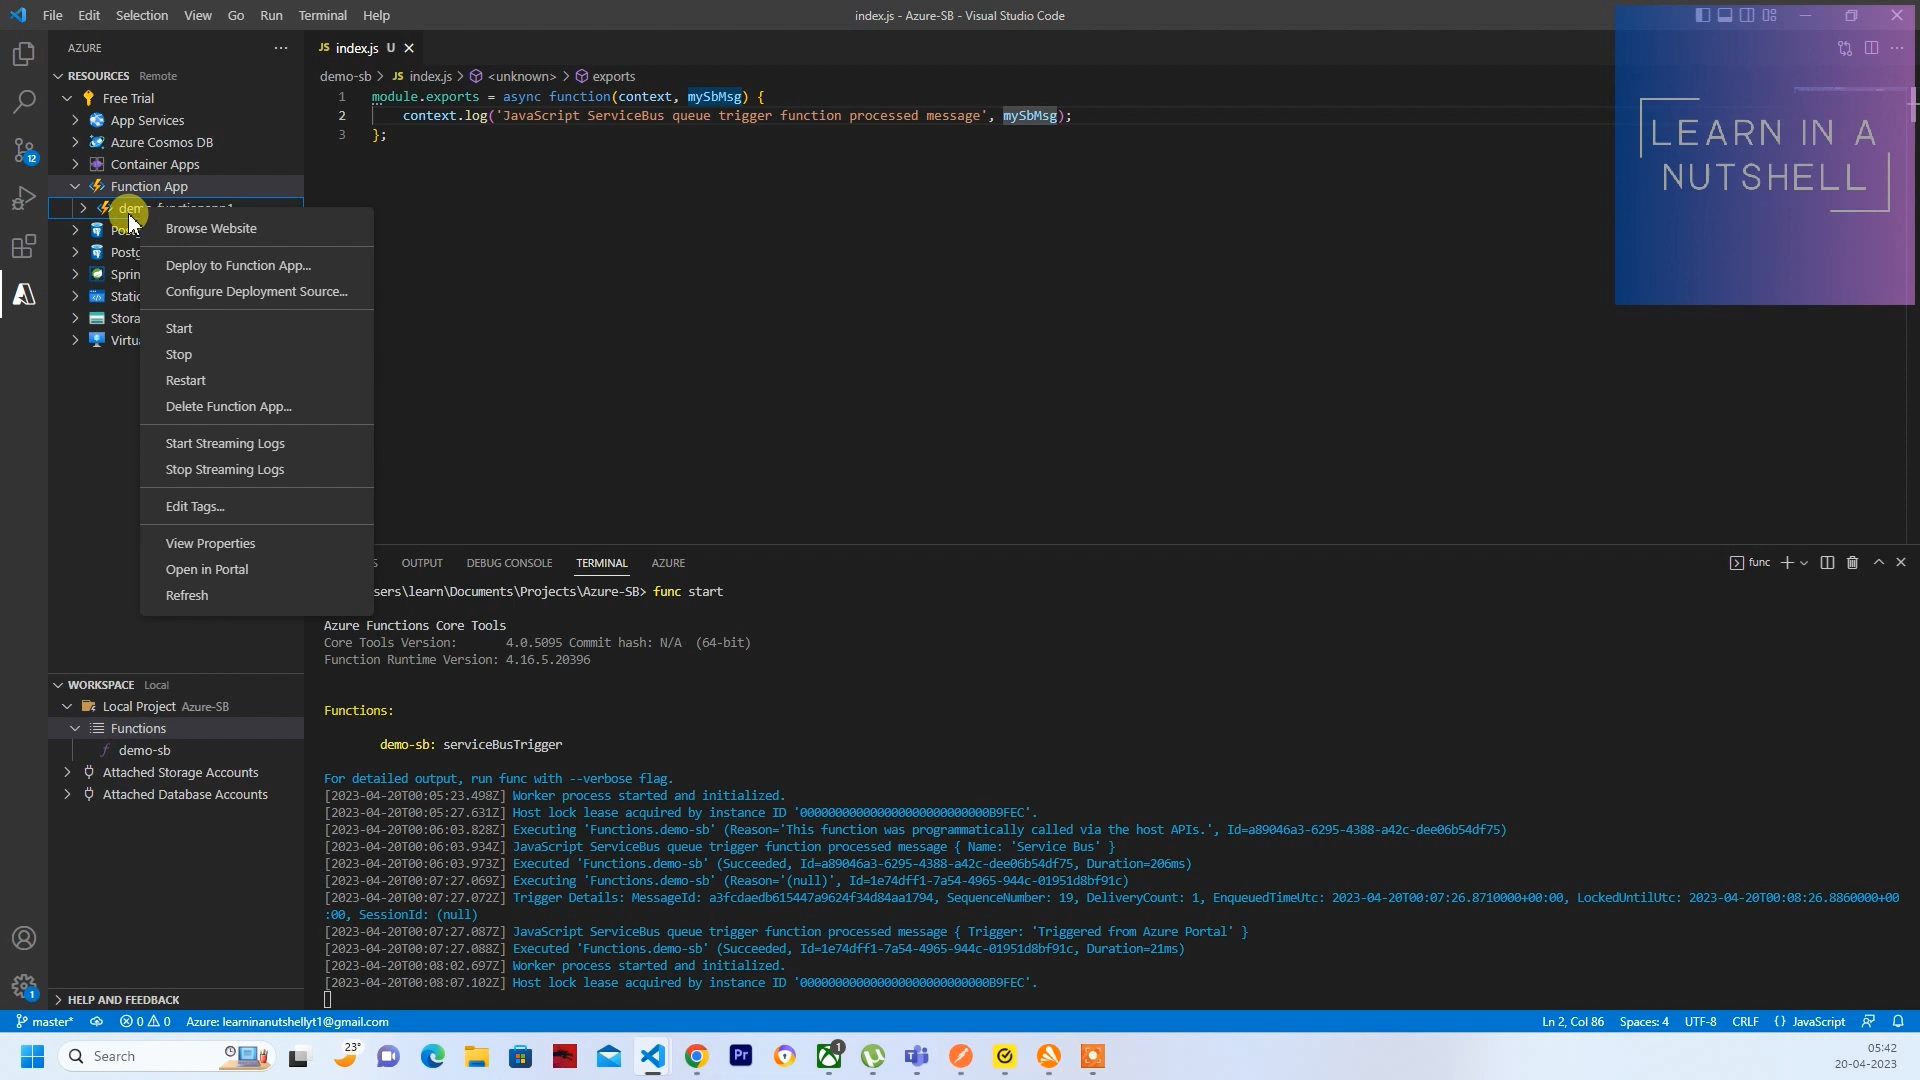 File Edit Selection View Go Run Terminal Help
index.js - Azure-SB - Visual Studio Code
AZURE
JS index.js U
RESOURCES Remote
demo-sb > JS index.js > <unknown> > exports
Free Trial
App Services
Azure Cosmos DB
Container Apps
Function App
1 module.exports = async function(context, mySbMsg) {
2 context.log('JavaScript ServiceBus queue trigger function processed message', mySbMsg);
3 };
LEARN IN A
NUTSHELL
12
Browse Website
Deploy to Function App...
Configure Deployment Source...
Start
Stop
Restart
Delete Function App...
Start Streaming Logs
Stop Streaming Logs
Edit Tags...
View Properties
Open in Portal
Refresh
OUTPUT DEBUG CONSOLE TERMINAL AZURE
func
sers\learn\Documents\Projects\Azure-SB> func start
Azure Functions Core Tools
Core Tools Version: 4.0.5095 Commit hash: N/A (64-bit)
Function Runtime Version: 4.16.5.20396
Functions:
demo-sb: serviceBusTrigger
For detailed output, run func with --verbose flag.
[2023-04-20T00:05:23.498Z] Worker process started and initialized.
[2023-04-20T00:05:27.631Z] Host lock lease acquired by instance ID '000000000000000000000000000B9FEC'.
[2023-04-20T00:06:03.828Z] Executing 'Functions.demo-sb' (Reason='This function was programmatically called via the host APIs.', Id=a89046a3-6295-4388-a42c-dee06b54df75)
[2023-04-20T00:06:03.934Z] JavaScript ServiceBus queue trigger function processed message { Name: 'Service Bus' }
[2023-04-20T00:06:03.973Z] Executed 'Functions.demo-sb' (Succeeded, Id=a89046a3-6295-4388-a42c-dee06b54df75, Duration=206ms)
[2023-04-20T00:07:27.069Z] Executing 'Functions.demo-sb' (Reason='(null)', Id=1e74dff1-7a54-4965-944c-01951d8bf91c)
[2023-04-20T00:07:27.072Z] Trigger Details: MessageId: a3fcdaedb615447a9624f34d84aa1794, SequenceNumber: 19, DeliveryCount: 1, EnqueuedTimeUtc: 2023-04-20T00:07:26.8710000+00:00, LockedUntilUtc: 2023-04-20T00:08:26.8860000+00
:00, SessionId: (null)
[2023-04-20T00:07:27.087Z] JavaScript ServiceBus queue trigger function processed message { Trigger: 'Triggered from Azure Portal' }
[2023-04-20T00:07:27.088Z] Executed 'Functions.demo-sb' (Succeeded, Id=1e74dff1-7a54-4965-944c-01951d8bf91c, Duration=21ms)
[2023-04-20T00:08:02.697Z] Worker process started and initialized.
[2023-04-20T00:08:07.102Z] Host lock lease acquired by instance ID '000000000000000000000000000B9FEC'.
WORKSPACE Local
Local Project Azure-SB
Functions
demo-sb
Attached Storage Accounts
Attached Database Accounts
HELP AND FEEDBACK
1
master* 0 0 Azure: learninanutshellyt1@gmail.com
Ln 2, Col 86 Spaces: 4 UTF-8 CRLF {} JavaScript
Search
23°
Pr
1
05:42
20-04-2023